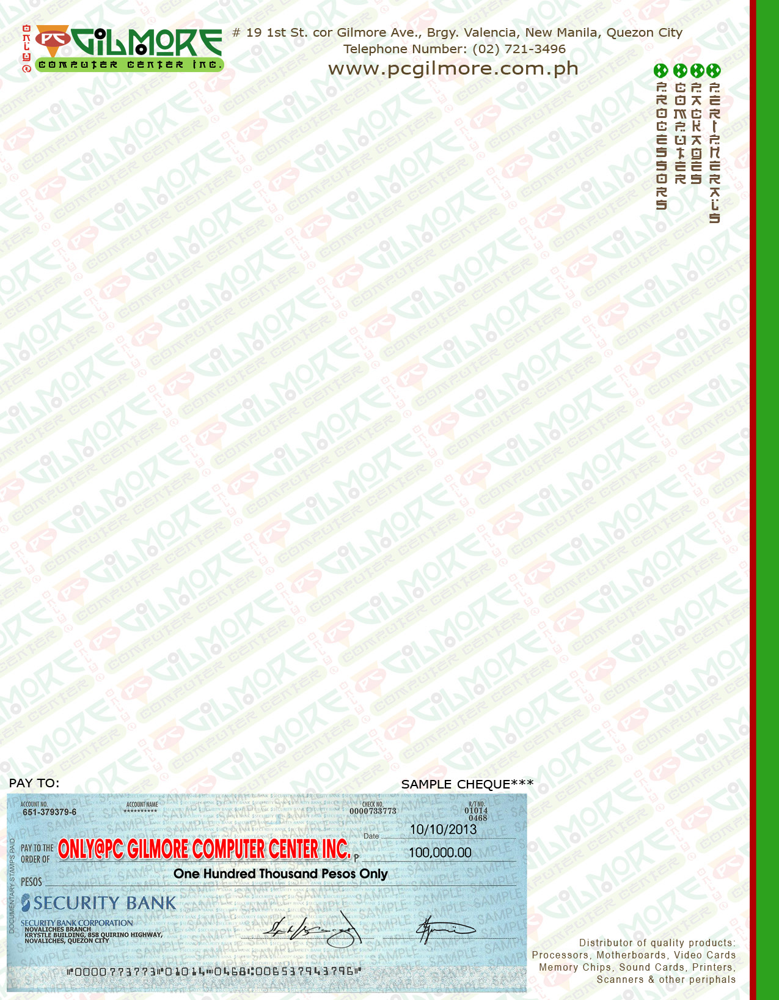 ONLY@
PC GILMORE
COMPUTER CENTER INC.
# 19 1st St. cor Gilmore Ave., Brgy. Valencia, New Manila, Quezon City
Telephone Number: (02) 721-3496
www.pcgilmore.com.ph
PROCESSORS
COMPUTER
PACKAGES
PERIPHERALS
PAY TO:
SAMPLE CHEQUE***
ACCOUNT NO.
651-379379-6
ACCOUNT NAME
**********
CHECK NO.
0000733773
R/T NO.
01014
0468
Date 10/10/2013
PAY TO THE
ORDER OF
ONLY@PC GILMORE COMPUTER CENTER INC.
₱ 100,000.00
PESOS One Hundred Thousand Pesos Only
SECURITY BANK
SECURITY BANK CORPORATION
NOVALICHES BRANCH
KRYSTLE BUILDING, 858 QUIRINO HIGHWAY,
NOVALICHES, QUEZON CITY
DOCUMENTARY STAMPS PAID
⑈0000773773⑈01014⑉0468⑆006537943796⑈
Distributor of quality products:
Processors, Motherboards, Video Cards
Memory Chips, Sound Cards, Printers,
Scanners & other periphals